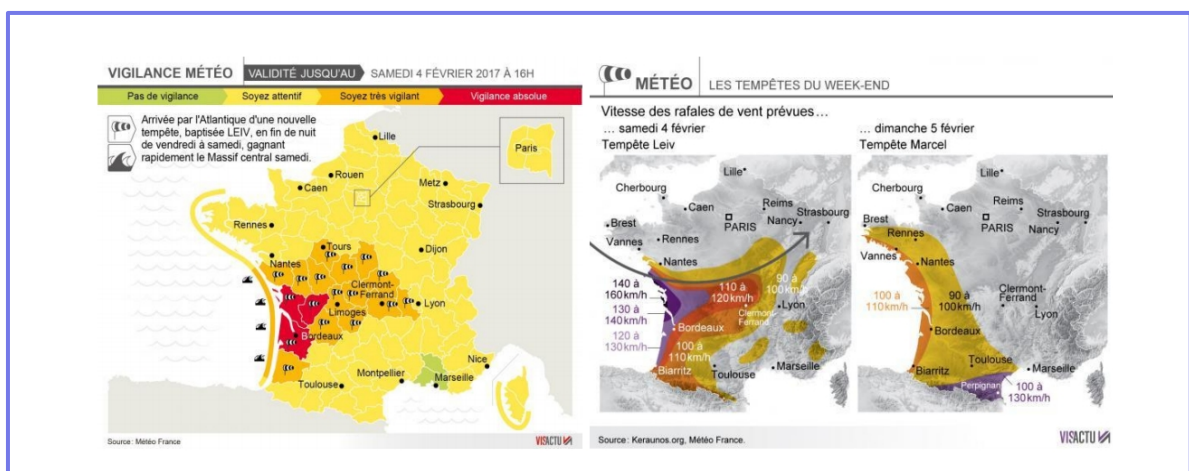 VIGILANCE MÉTÉO
VALIDITÉ JUSQU'AU
SAMEDI 4 FÉVRIER 2017 À 16H
Pas de vigilance
Soyez attentif
Soyez très vigilant
Vigilance absolue
Arrivée par l'Atlantique d'une nouvelle
tempête, baptisée LEIV, en fin de nuit
de vendredi à samedi, gagnant
rapidement le Massif central samedi.
Lille
Paris
Rouen
Caen
Metz
Strasbourg
Rennes
Tours
Dijon
Nantes
Clermont-
Ferrand
Lyon
Limoges
Bordeaux
Nice
Montpellier
Toulouse
Marseille
Source : Météo France
VISACTU
MÉTÉO
LES TEMPÊTES DU WEEK-END
Vitesse des rafales de vent prévues...
... samedi 4 février
Tempête Leiv
Lille
Cherbourg
Caen
Reims
Brest
PARIS
Nancy
Strasbourg
Vannes
Rennes
Nantes
140 à
160 km/h
110 à
120 km/h
90 à
100 km/h
130 à
140 km/h
Clermont-
Ferrand
Lyon
Bordeaux
120 à
130 km/h
100 à
110 km/h
Biarritz
Toulouse
Marseille
... dimanche 5 février
Tempête Marcel
Lille
Cherbourg
Caen
Reims
Brest
PARIS
Strasbourg
Rennes
Nancy
Vannes
Nantes
100 à
110 km/h
90 à
100 km/h
Clermont-
Ferrand
Lyon
Bordeaux
Toulouse
Biarritz
Marseille
Perpignan
100 à
130 km/h
Source : Keraunos.org, Météo France.
VISACTU